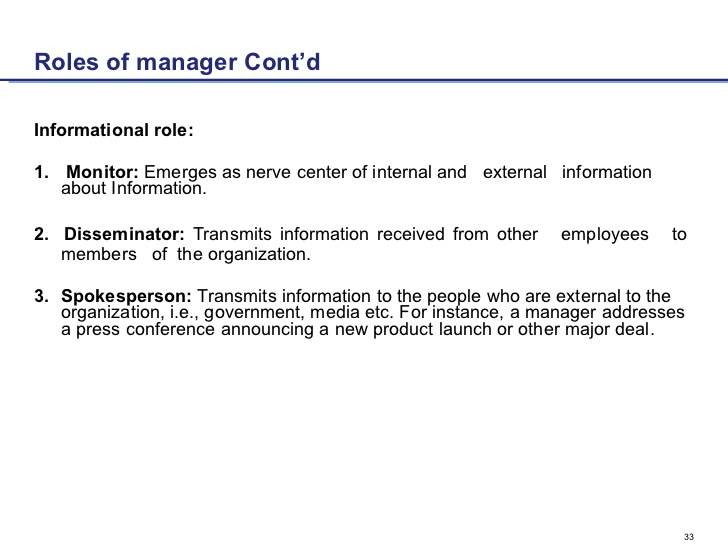 Roles of manager Cont’d
Informational role:
1. Monitor: Emerges as nerve center of internal and external information
about Information.
2. Disseminator: Transmits information received from other employees to
members of the organization.
3. Spokesperson: Transmits information to the people who are external to the
organization, i.e., government, media etc. For instance, a manager addresses
a press conference announcing a new product launch or other major deal.
33